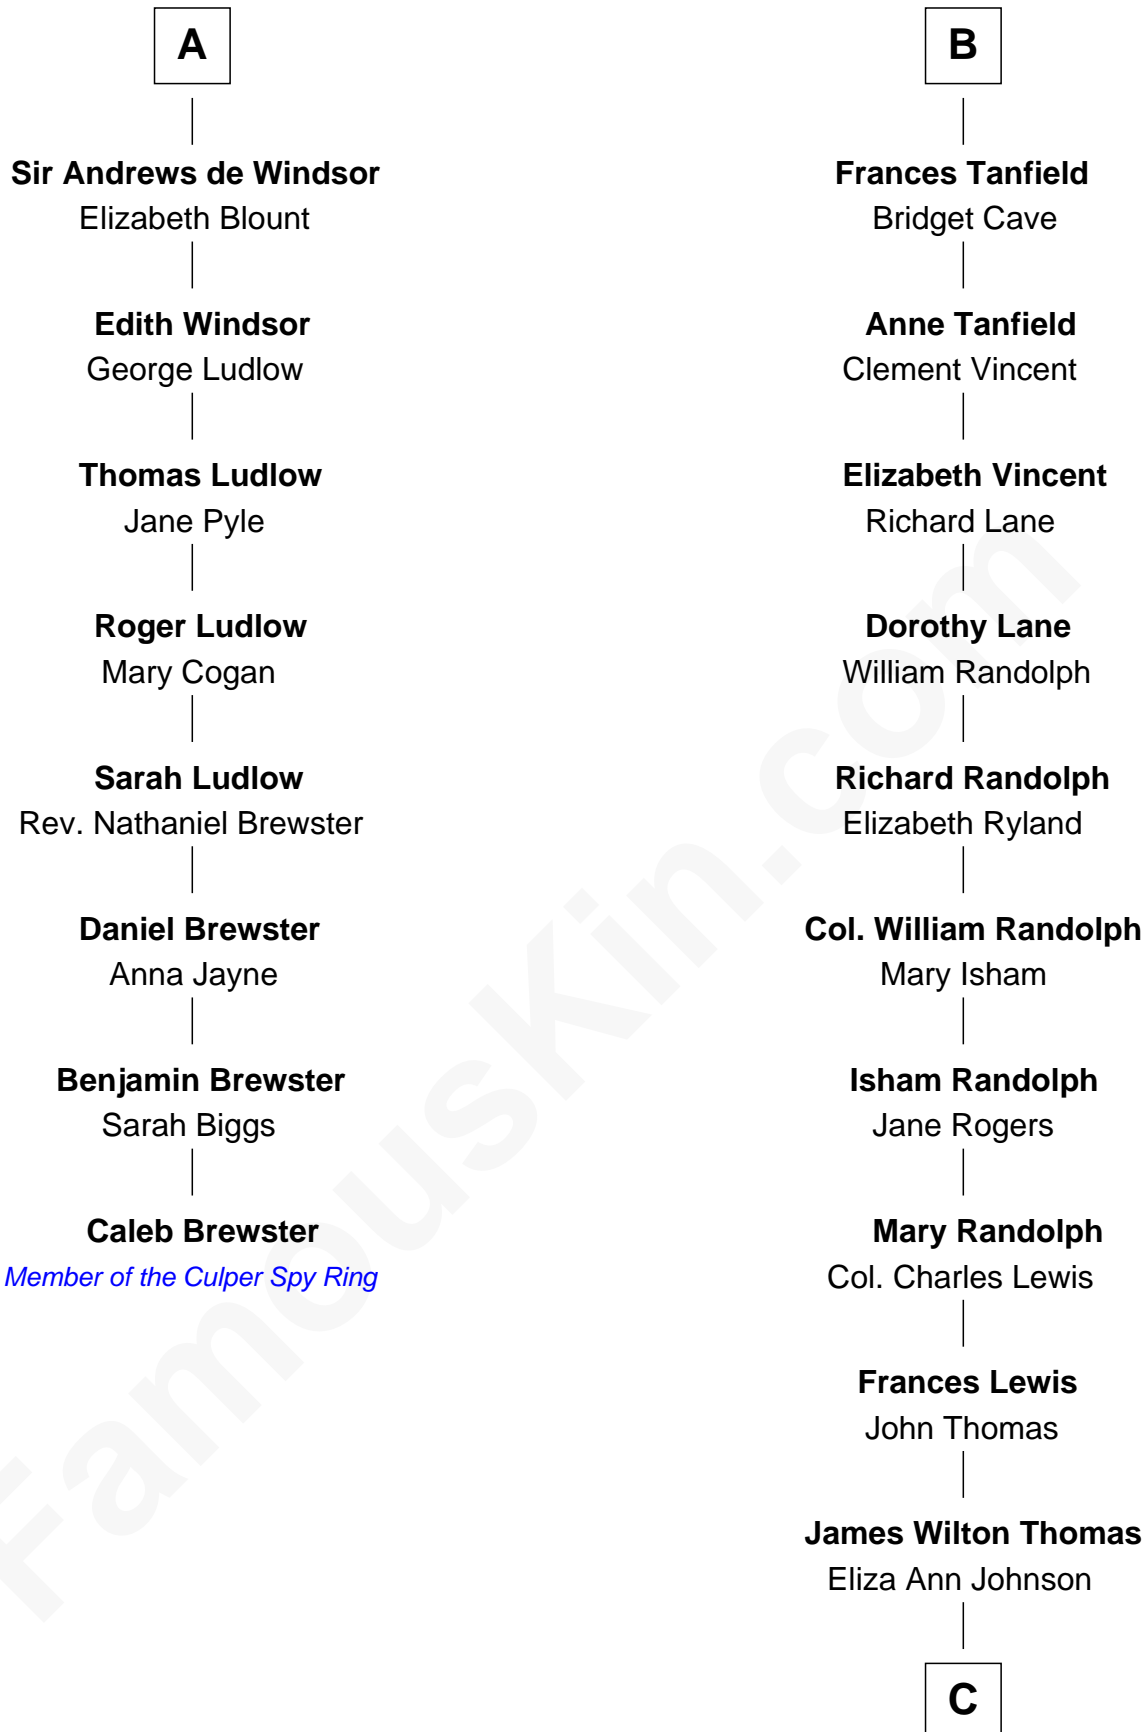 A
Sir Andrews de Windsor
Elizabeth Blount
Edith Windsor
George Ludlow
Thomas Ludlow
Jane Pyle
Roger Ludlow
Mary Cogan
Sarah Ludlow
Rev. Nathaniel Brewster
Daniel Brewster
Anna Jayne
Benjamin Brewster
Sarah Biggs
Caleb Brewster
Member of the Culper Spy Ring
B
Frances Tanfield
Bridget Cave
Anne Tanfield
Clement Vincent
Elizabeth Vincent
Richard Lane
Dorothy Lane
William Randolph
Richard Randolph
Elizabeth Ryland
Col. William Randolph
Mary Isham
Isham Randolph
Jane Rogers
Mary Randolph
Col. Charles Lewis
Frances Lewis
John Thomas
James Wilton Thomas
Eliza Ann Johnson
C
FamousKin.com